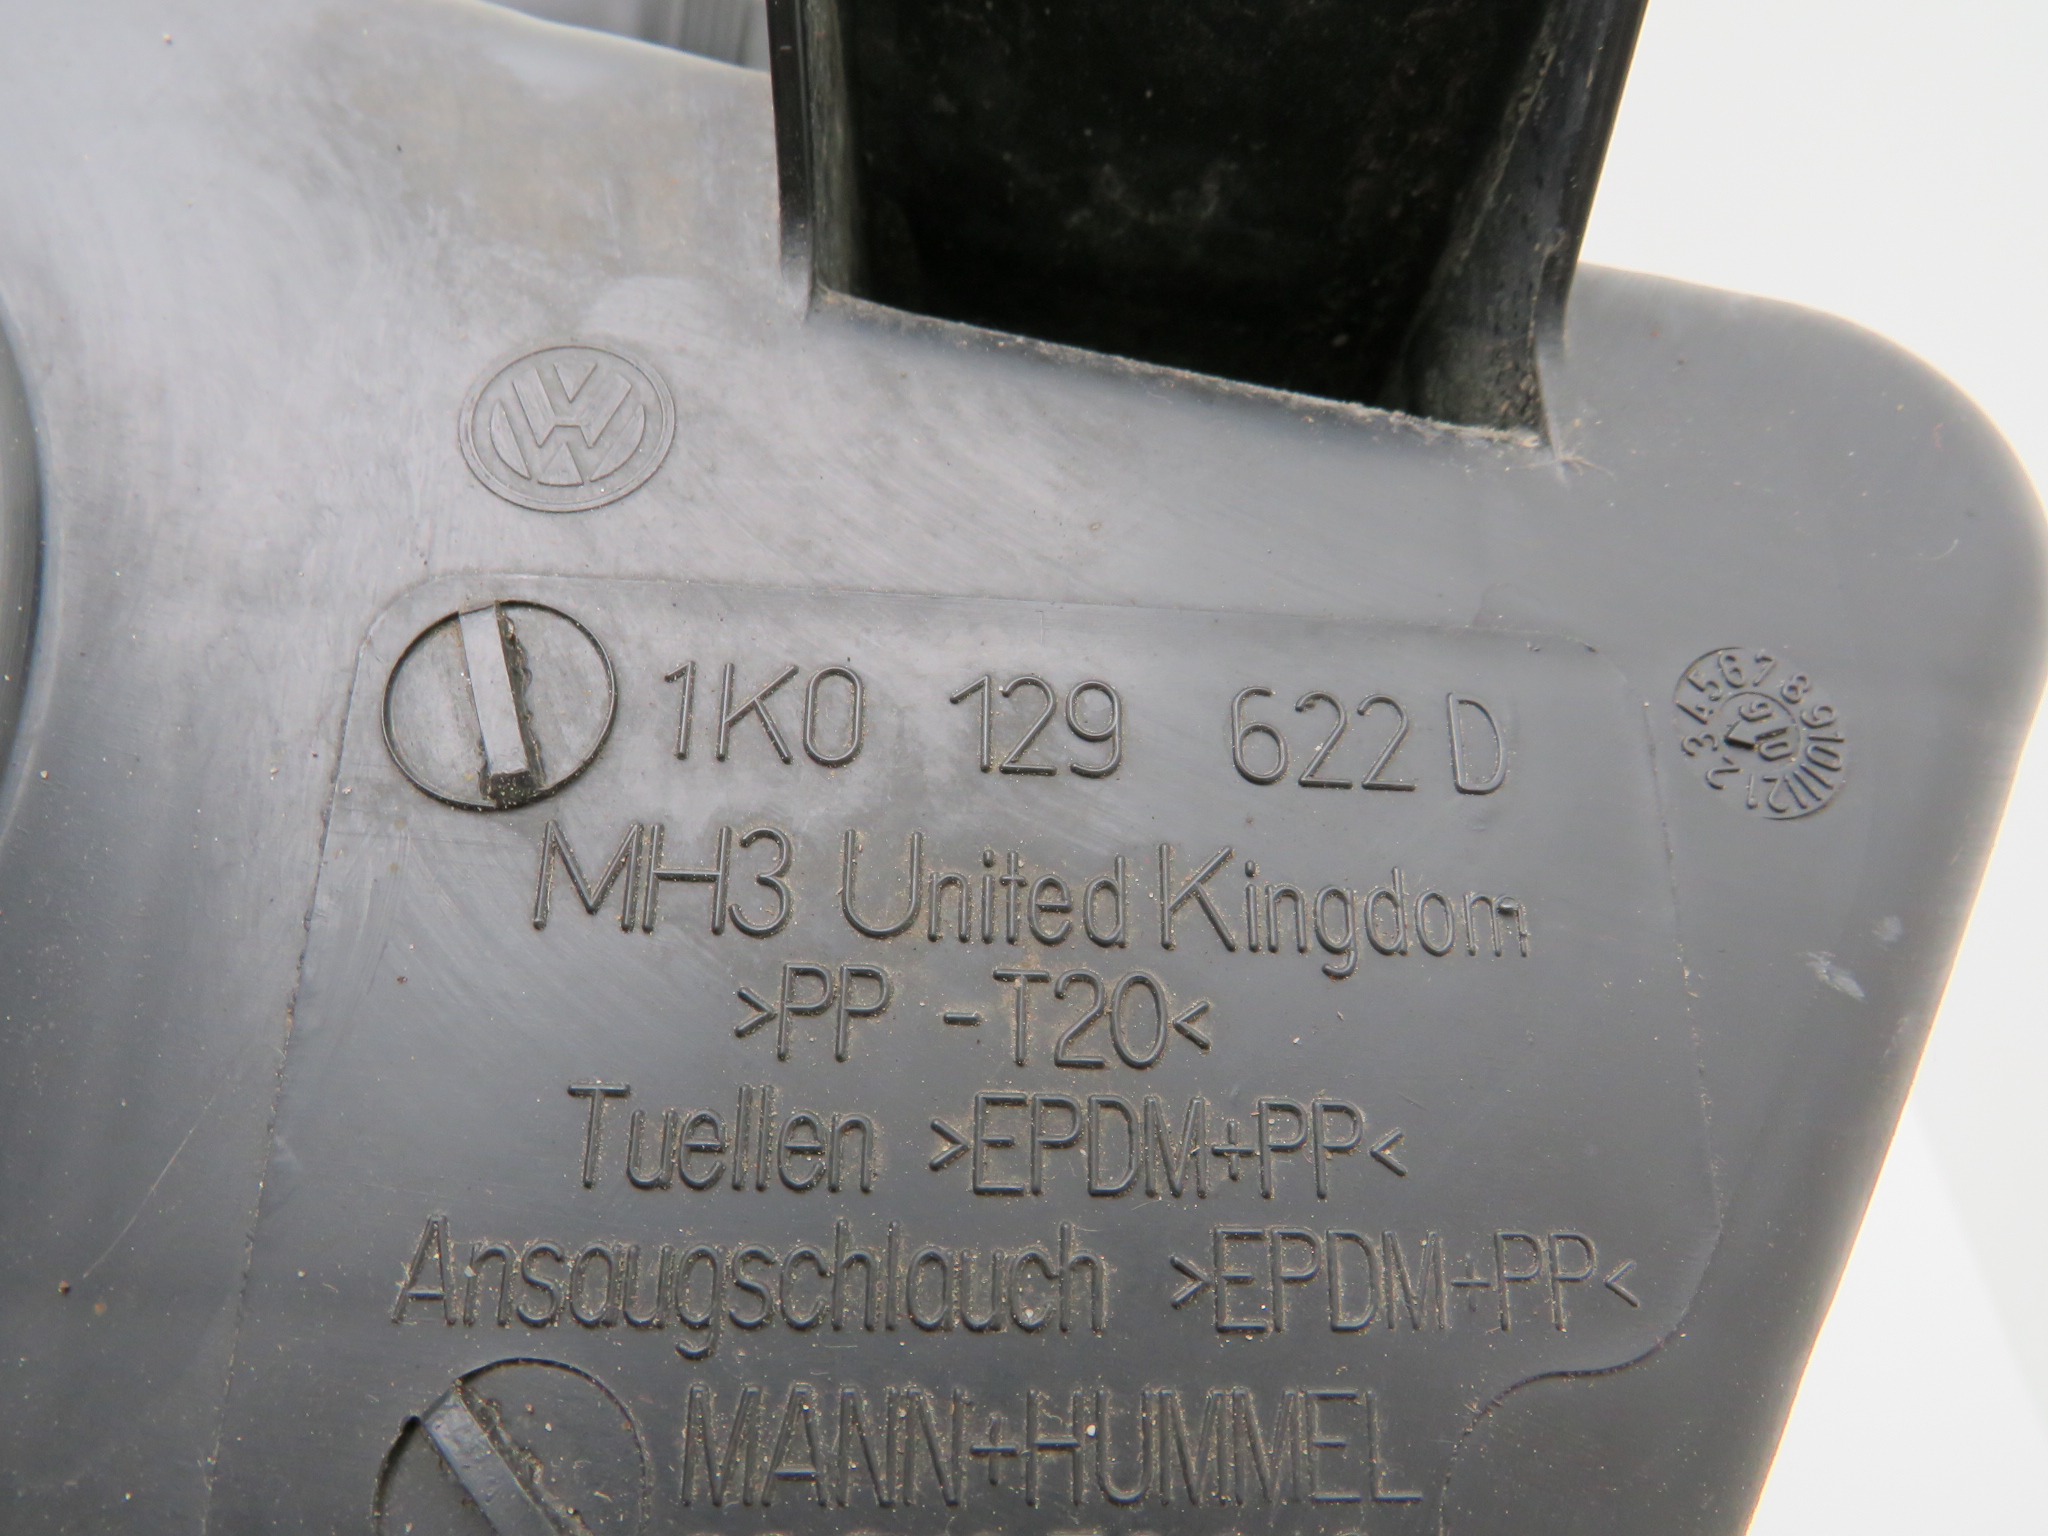 1K0 129 622 D
MH3 United Kingdom
>PP -T20<
Tuellen >EPDM+PP<
Ansaugschlauch >EPDM+PP<
MANN+HUMMEL